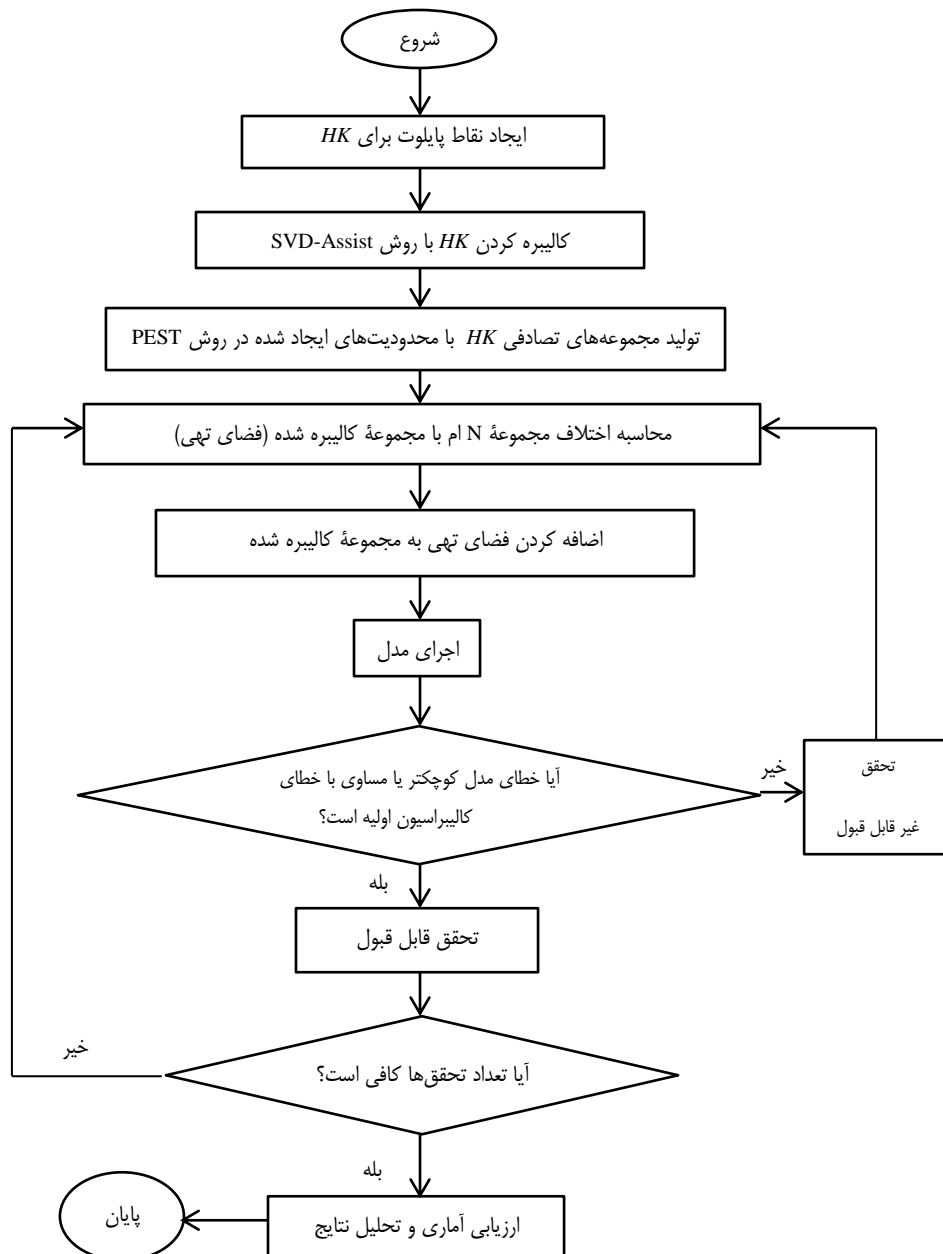 شروع
ایجاد نقاط پایلوت برای HK
کالیبره کردن HK با روش SVD-Assist
تولید مجموعه‌های تصادفی HK با محدودیت‌های ایجاد شده در روش PEST
محاسبه اختلاف مجموعهٔ N ام با مجموعهٔ کالیبره شده (فضای تهی)
اضافه کردن فضای تهی به مجموعهٔ کالیبره شده
اجرای مدل
آیا خطای مدل کوچکتر یا مساوی با خطای
کالیبراسیون اولیه است؟
خیر
تحقق
غیر قابل قبول
بله
تحقق قابل قبول
آیا تعداد تحقق‌ها کافی است؟
خیر
بله
ارزیابی آماری و تحلیل نتایج
پایان